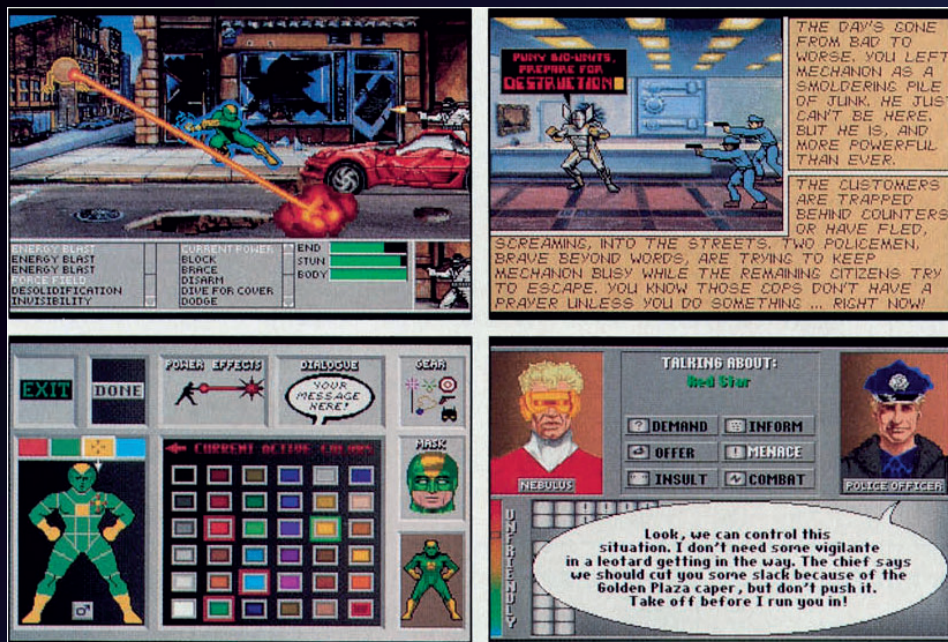 ENERGY BLAST
ENERGY BLAST
ENERGY BLAST
FORCE FIELD
DESOLIDIFICATION
INVISIBILITY
CURRENT POWER
BLOCK
BRACE
DISARM
DIVE FOR COVER
DODGE
END
STUN
BODY
PUNY BIO-UNITS,
PREPARE FOR
DESTRUCTION
THE DAY'S GONE
FROM BAD TO
WORSE. YOU LEFT
MECHANON AS A
SMOLDERING PILE
OF JUNK. HE JUS
CAN'T BE HERE.
BUT HE IS, AND
MORE POWERFUL
THAN EVER.
THE CUSTOMERS
ARE TRAPPED
BEHIND COUNTERS
OR HAVE FLED,
SCREAMING, INTO THE STREETS. TWO POLICEMEN,
BRAVE BEYOND WORDS, ARE TRYING TO KEEP
MECHANON BUSY WHILE THE REMAINING CITIZENS TRY
TO ESCAPE. YOU KNOW THOSE COPS DON'T HAVE A
PRAYER UNLESS YOU DO SOMETHING ... RIGHT NOW!
EXIT
DONE
POWER EFFECTS
DIALOGUE
YOUR
MESSAGE
HERE!
GEAR
CURRENT ACTIVE COLORS
MASK
TALKING ABOUT:
Red Star
? DEMAND
INFORM
OFFER
! MENACE
INSULT
COMBAT
NEBULUS
POLICE OFFICER
UNFRIENDLY
Look, we can control this
situation. I don't need some vigilante
in a leotard getting in the way. The chief says
we should cut you some slack because of the
Golden Plaza caper, but don't push it.
Take off before I run you in!